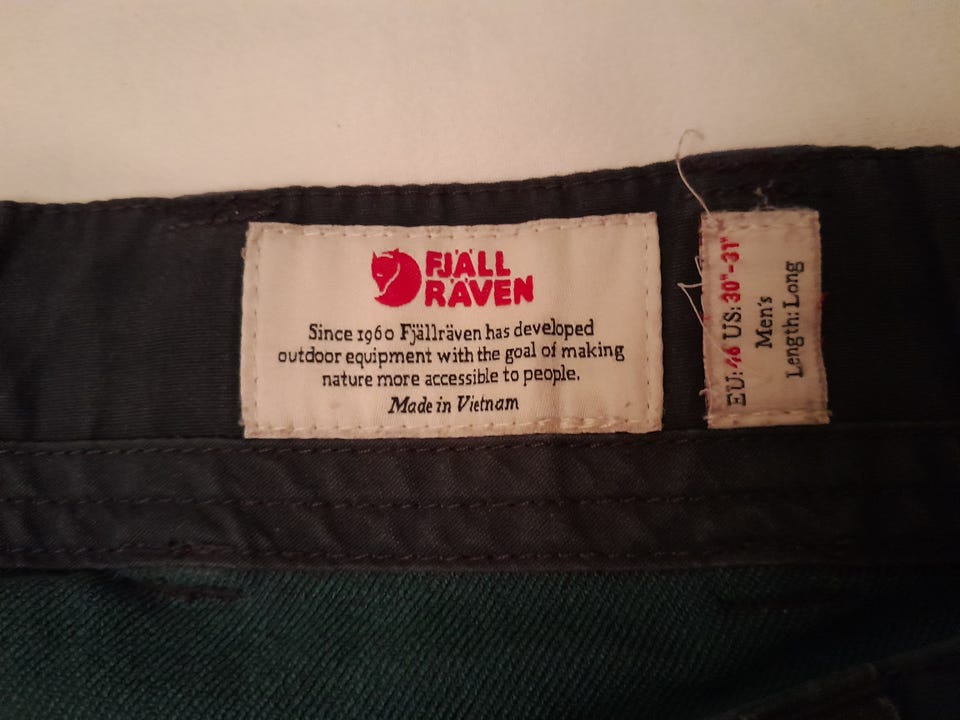 FJÄLL
RÄVEN
Since 1960 Fjällräven has developed
outdoor equipment with the goal of making
nature more accessible to people.
Made in Vietnam
EU: 46 US: 30"-31"
Men's
Length: Long